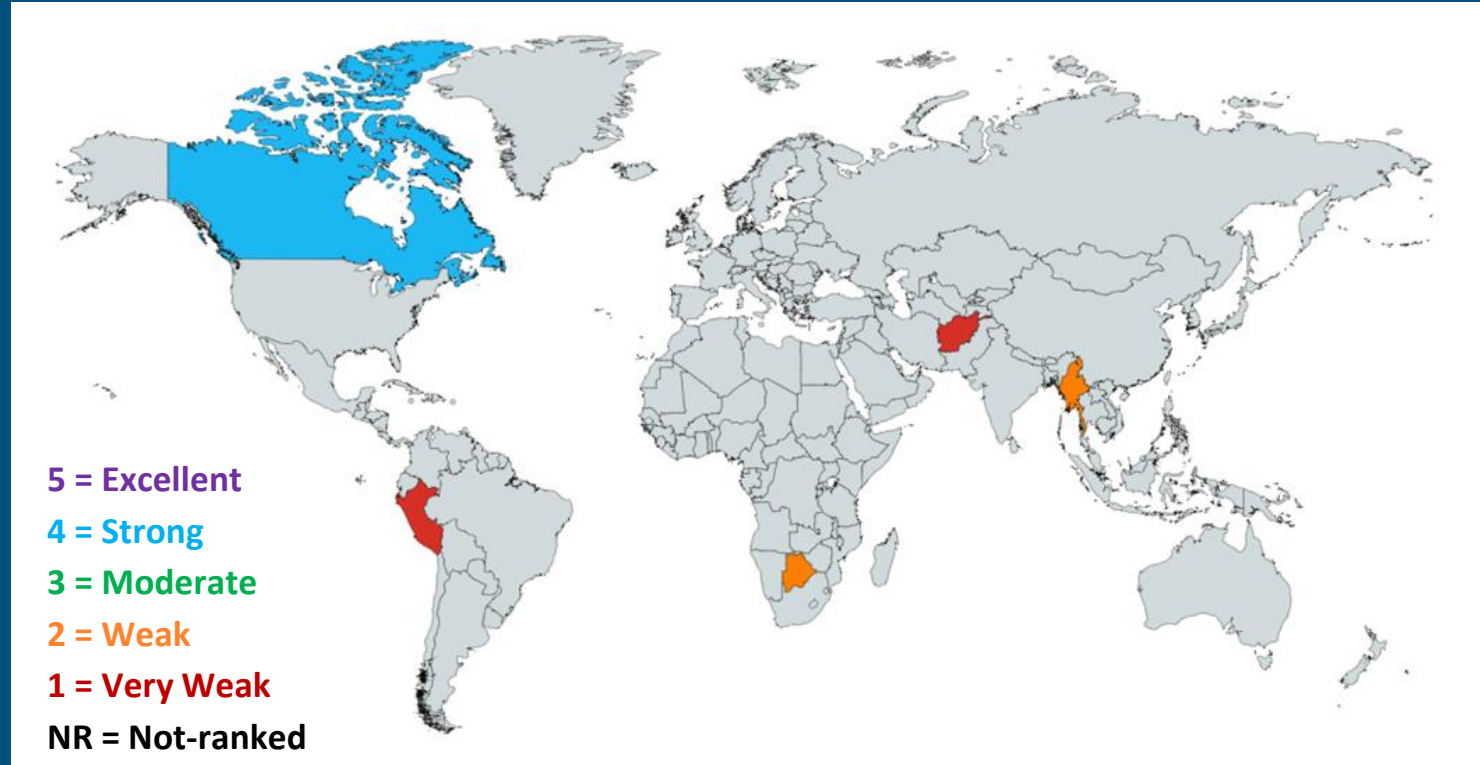 5 = Excellent
4 = Strong
3 = Moderate
2 = Weak
1 = Very Weak
NR = Not-ranked